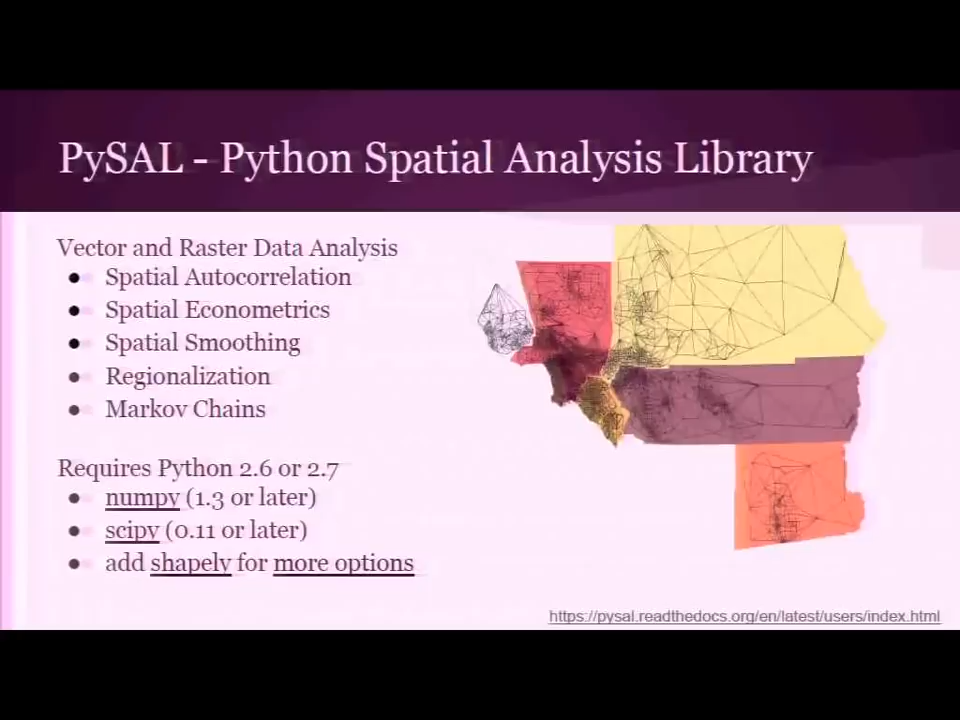 PySAL - Python Spatial Analysis Library
Vector and Raster Data Analysis
● Spatial Autocorrelation
● Spatial Econometrics
● Spatial Smoothing
● Regionalization
● Markov Chains
Requires Python 2.6 or 2.7
● numpy (1.3 or later)
● scipy (0.11 or later)
● add shapely for more options
https://pysal.readthedocs.org/en/latest/users/index.html